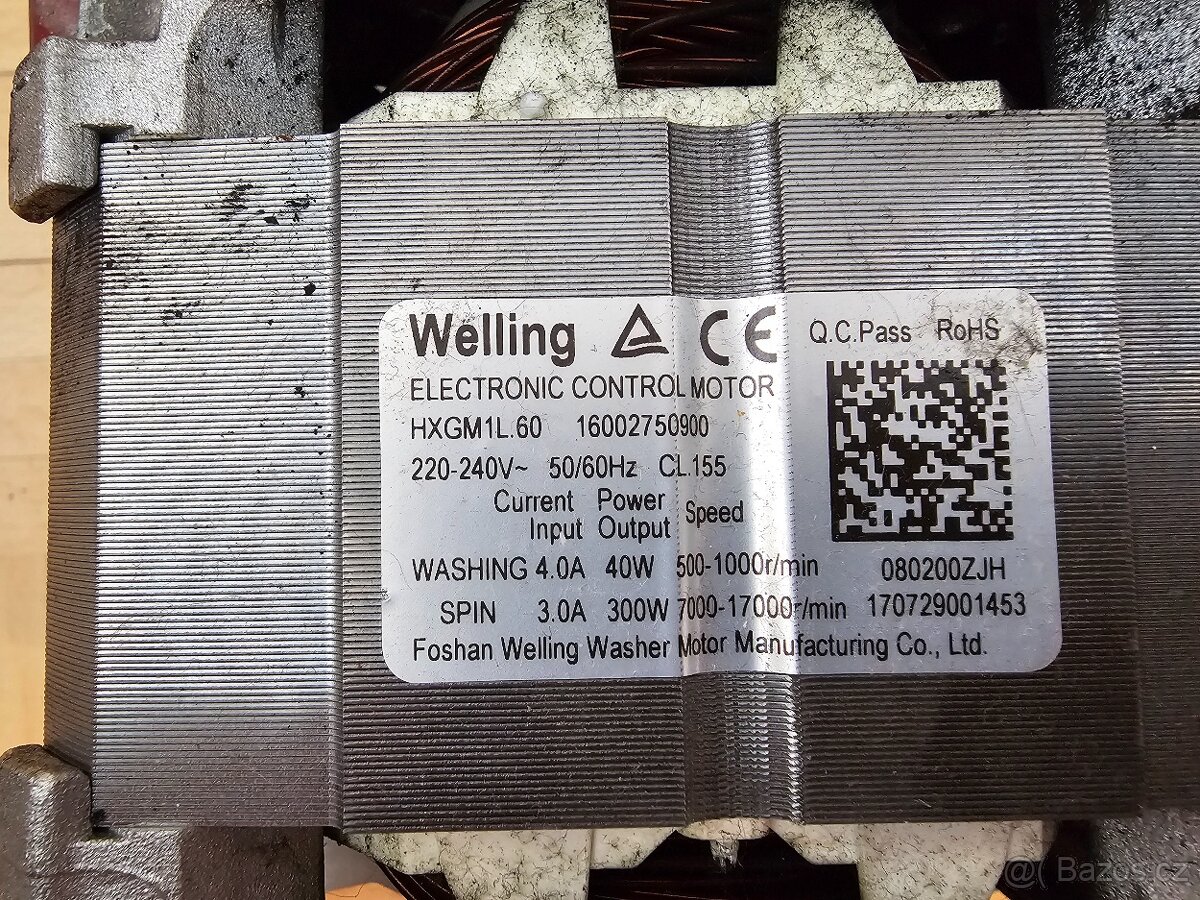 Welling CE Q.C.Pass RoHS
ELECTRONIC CONTROL MOTOR
HXGM1L.60 16002750900
220-240V~ 50/60Hz CL.155
Current Power Speed
Input Output
WASHING 4.0A 40W 500-1000r/min 080200ZJH
SPIN 3.0A 300W 7000-17000r/min 170729001453
Foshan Welling Washer Motor Manufacturing Co., Ltd.
@( Bazos.cz